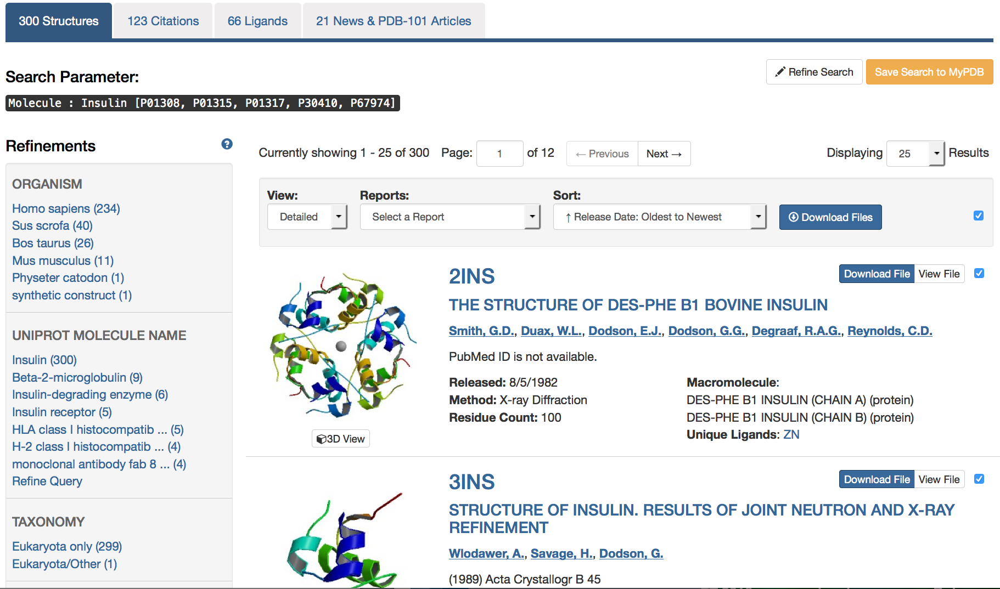 300 Structures
123 Citations
66 Ligands
21 News & PDB-101 Articles
Search Parameter:
Refine Search
Save Search to MyPDB
Molecule : Insulin [P01308, P01315, P01317, P30410, P67974]
Refinements
?
ORGANISM
Homo sapiens (234)
Sus scrofa (40)
Bos taurus (26)
Mus musculus (11)
Physeter catodon (1)
synthetic construct (1)
UNIPROT MOLECULE NAME
Insulin (300)
Beta-2-microglobulin (9)
Insulin-degrading enzyme (6)
Insulin receptor (5)
HLA class I histocompatib ... (5)
H-2 class I histocompatib ... (4)
monoclonal antibody fab 8 ... (4)
Refine Query
TAXONOMY
Eukaryota only (299)
Eukaryota/Other (1)
Currently showing 1 - 25 of 300 Page: 1 of 12 ← Previous Next →
Displaying 25 Results
View: Reports: Sort:
Detailed Select a Report ↑ Release Date: Oldest to Newest Download Files
2INS
Download File View File
THE STRUCTURE OF DES-PHE B1 BOVINE INSULIN
Smith, G.D., Duax, W.L., Dodson, E.J., Dodson, G.G., Degraaf, R.A.G., Reynolds, C.D.
PubMed ID is not available.
Released: 8/5/1982
Method: X-ray Diffraction
Residue Count: 100
Macromolecule:
DES-PHE B1 INSULIN (CHAIN A) (protein)
DES-PHE B1 INSULIN (CHAIN B) (protein)
Unique Ligands: ZN
3D View
3INS
Download File View File
STRUCTURE OF INSULIN. RESULTS OF JOINT NEUTRON AND X-RAY
REFINEMENT
Wlodawer, A., Savage, H., Dodson, G.
(1989) Acta Crystallogr B 45